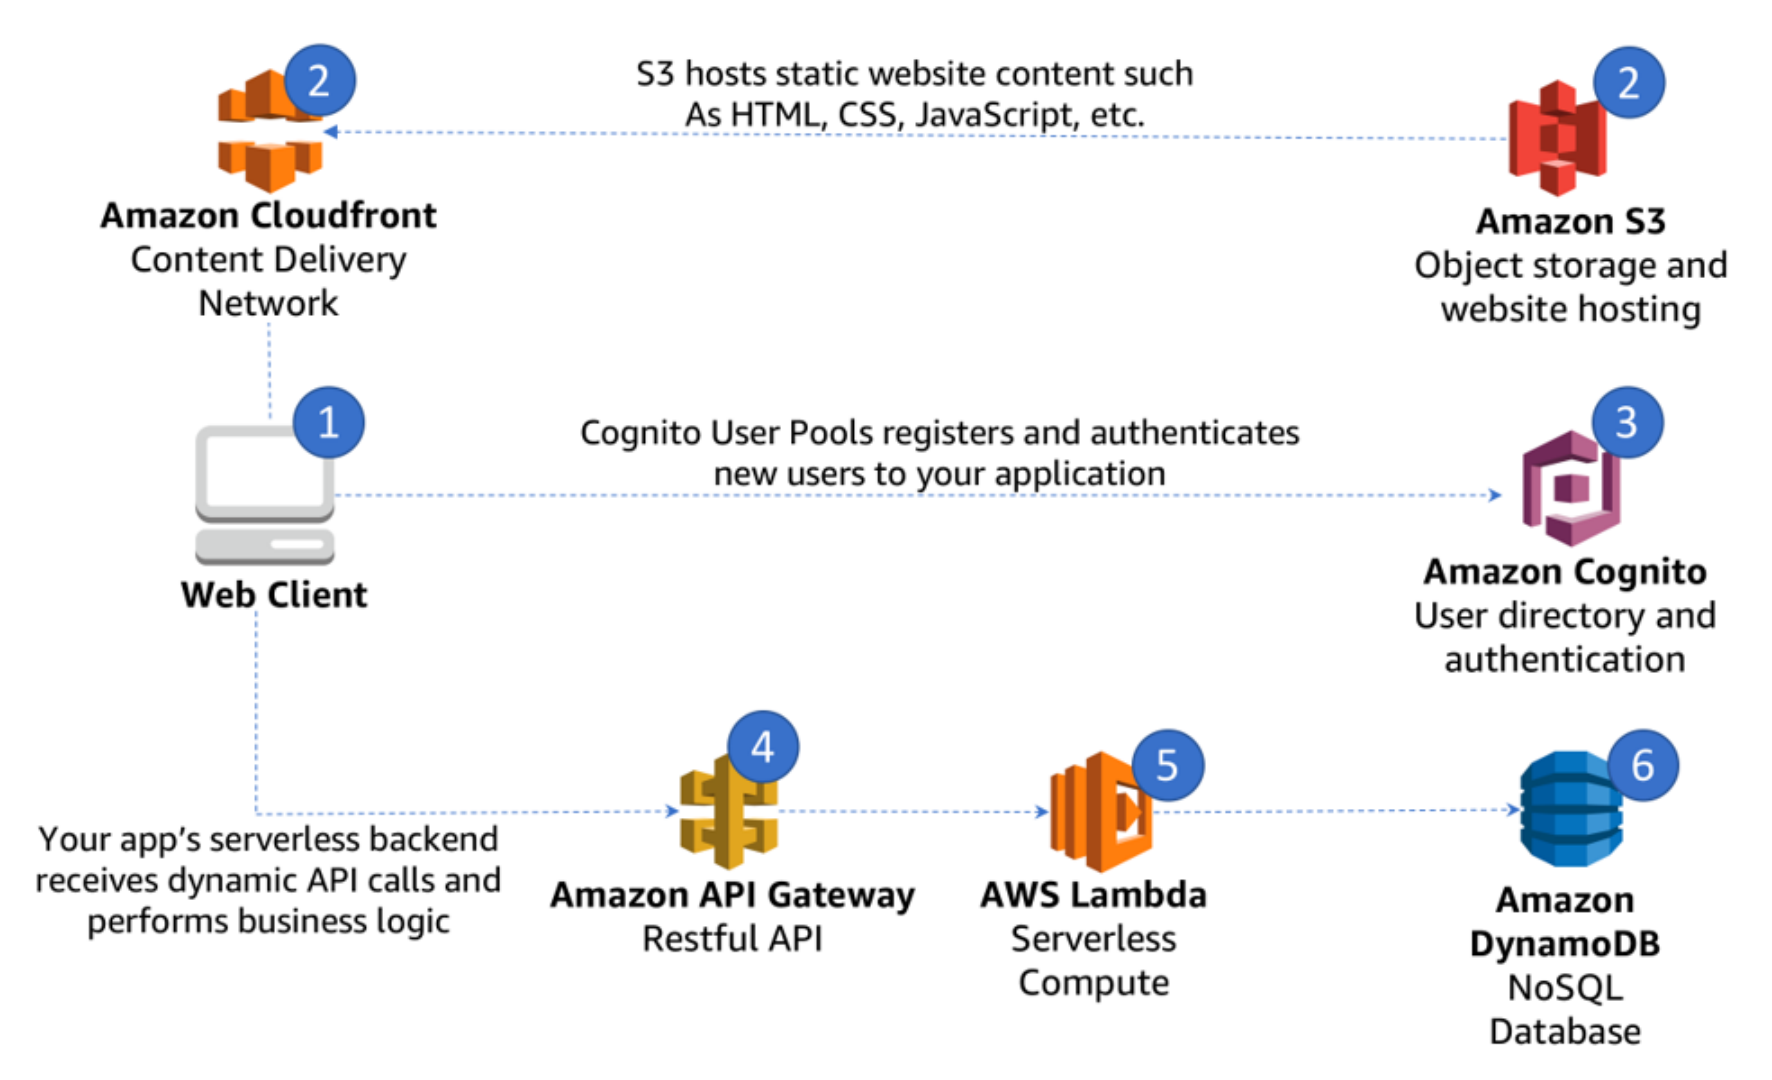 2
S3 hosts static website content such
As HTML, CSS, JavaScript, etc.
2
Amazon Cloudfront
Content Delivery
Network
Amazon S3
Object storage and
website hosting
1
Cognito User Pools registers and authenticates
new users to your application
3
Web Client
Amazon Cognito
User directory and
authentication
Your app’s serverless backend
receives dynamic API calls and
performs business logic
4
Amazon API Gateway
Restful API
5
AWS Lambda
Serverless
Compute
6
Amazon
DynamoDB
NoSQL
Database